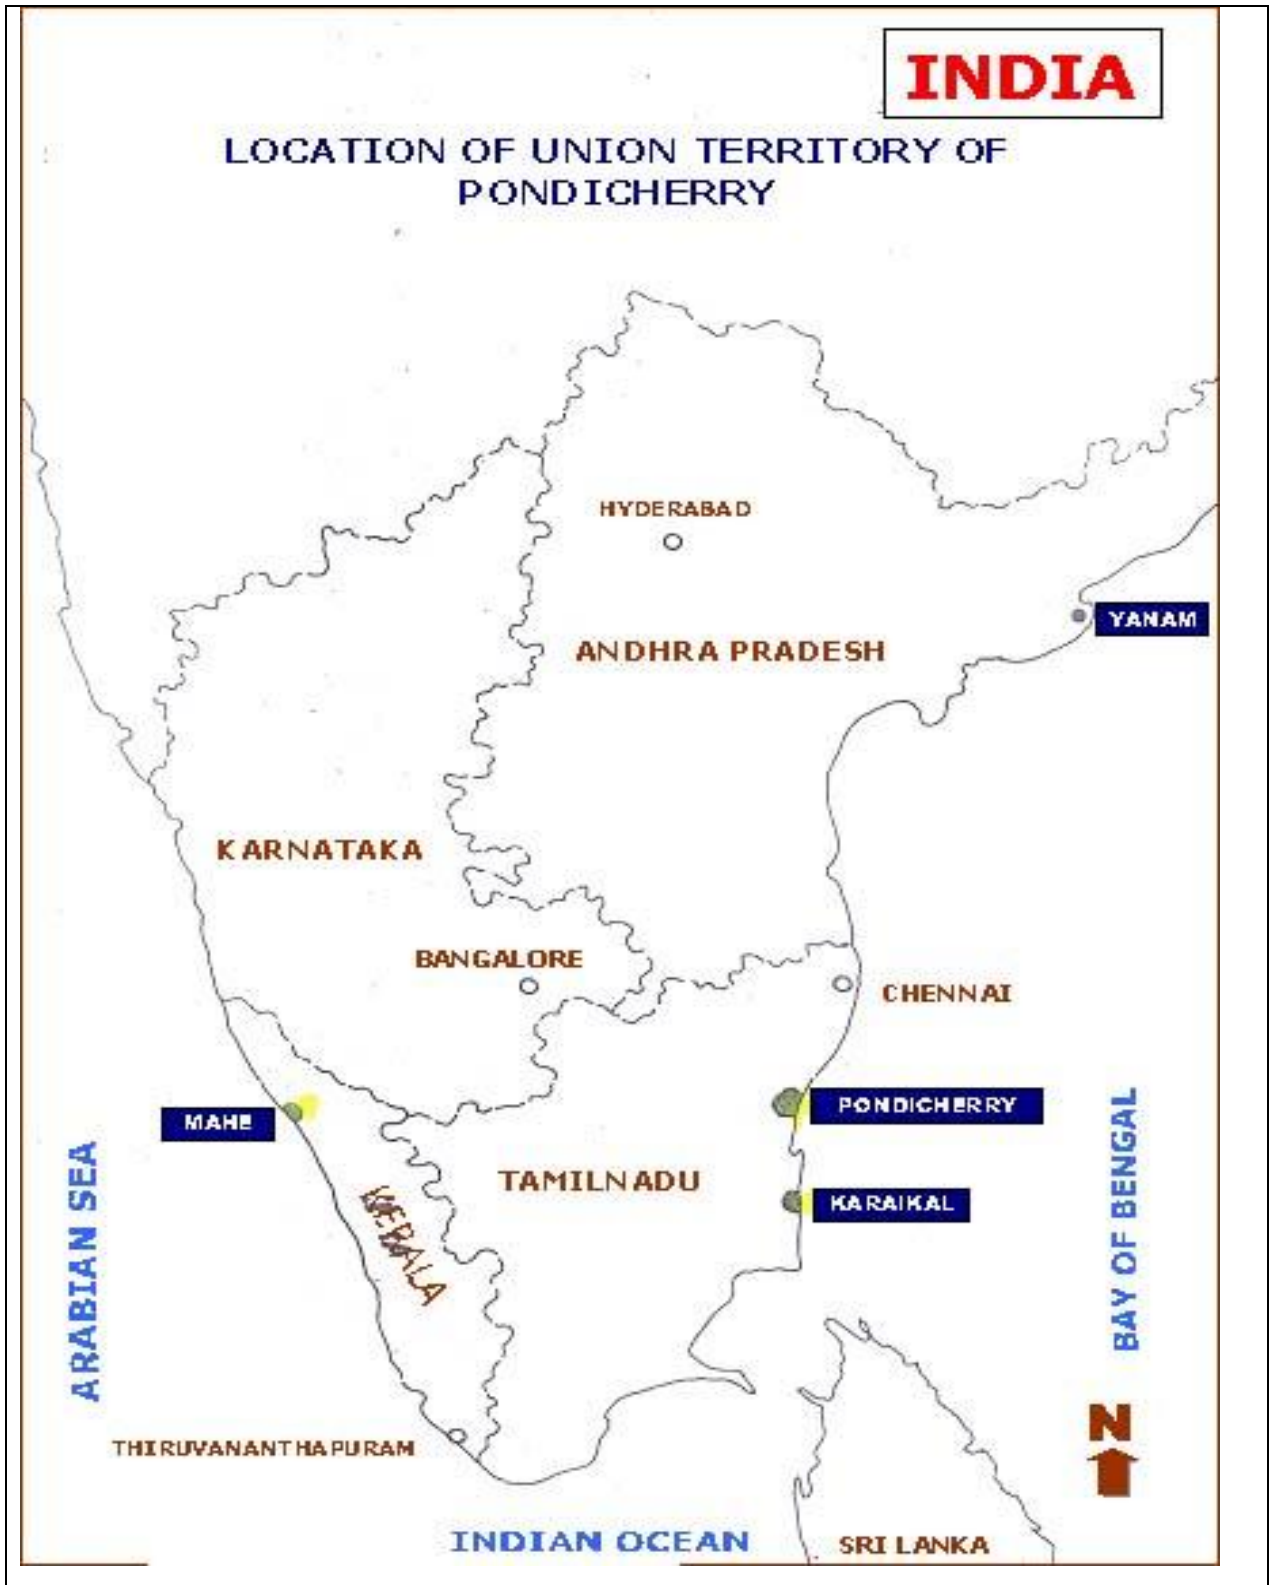 INDIA
LOCATION OF UNION TERRITORY OF
PONDICHERRY
HYDERABAD
YANAM
ANDHRA PRADESH
KARNATAKA
BANGALORE
CHENNAI
PONDICHERRY
MAHE
TAMILNADU
KARAIKAL
KERALA
ARABIAN SEA
BAY OF BENGAL
N
THIRUVANANTHAPURAM
INDIAN OCEAN
SRI LANKA